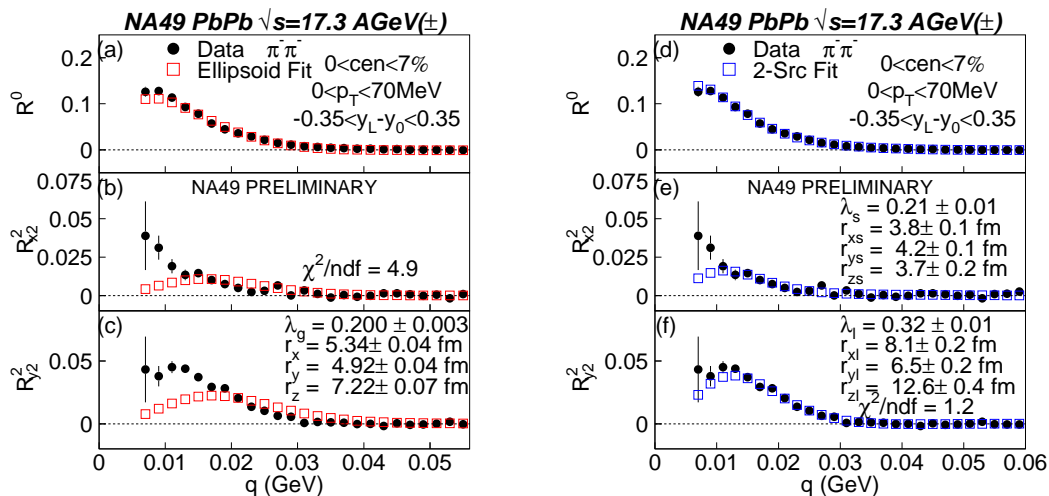 NA49 PbPb √s=17.3 AGeV(±)
(a)
Data π⁻π⁻
Ellipsoid Fit
0<cen<7%
0<p_T<70MeV
-0.35<y_L-y_0<0.35
R^0
0.2
0.1
0
(b)
NA49 PRELIMINARY
χ²/ndf = 4.9
R^2_x2
0.075
0.05
0.025
0
(c)
λ_g = 0.200 ± 0.003
r_x = 5.34± 0.04 fm
r_y = 4.92± 0.04 fm
r_z = 7.22± 0.07 fm
R^2_y2
0.05
0
0 0.01 0.02 0.03 0.04 0.05
q (GeV)
NA49 PbPb √s=17.3 AGeV(±)
(d)
Data π⁻π⁻
2-Src Fit
0<cen<7%
0<p_T<70MeV
-0.35<y_L-y_0<0.35
R^0
0.2
0.1
0
(e)
NA49 PRELIMINARY
λ_s = 0.21 ± 0.01
r_xs = 3.8± 0.1 fm
r_ys = 4.2± 0.1 fm
r_zs = 3.7± 0.2 fm
R^2_x2
0.075
0.05
0.025
0
(f)
λ_l = 0.32 ± 0.01
r_xl = 8.1± 0.2 fm
r_yl = 6.5± 0.2 fm
r_zl = 12.6± 0.4 fm
χ²/ndf = 1.2
R^2_y2
0.05
0
0 0.01 0.02 0.03 0.04 0.05 0.06
q (GeV)